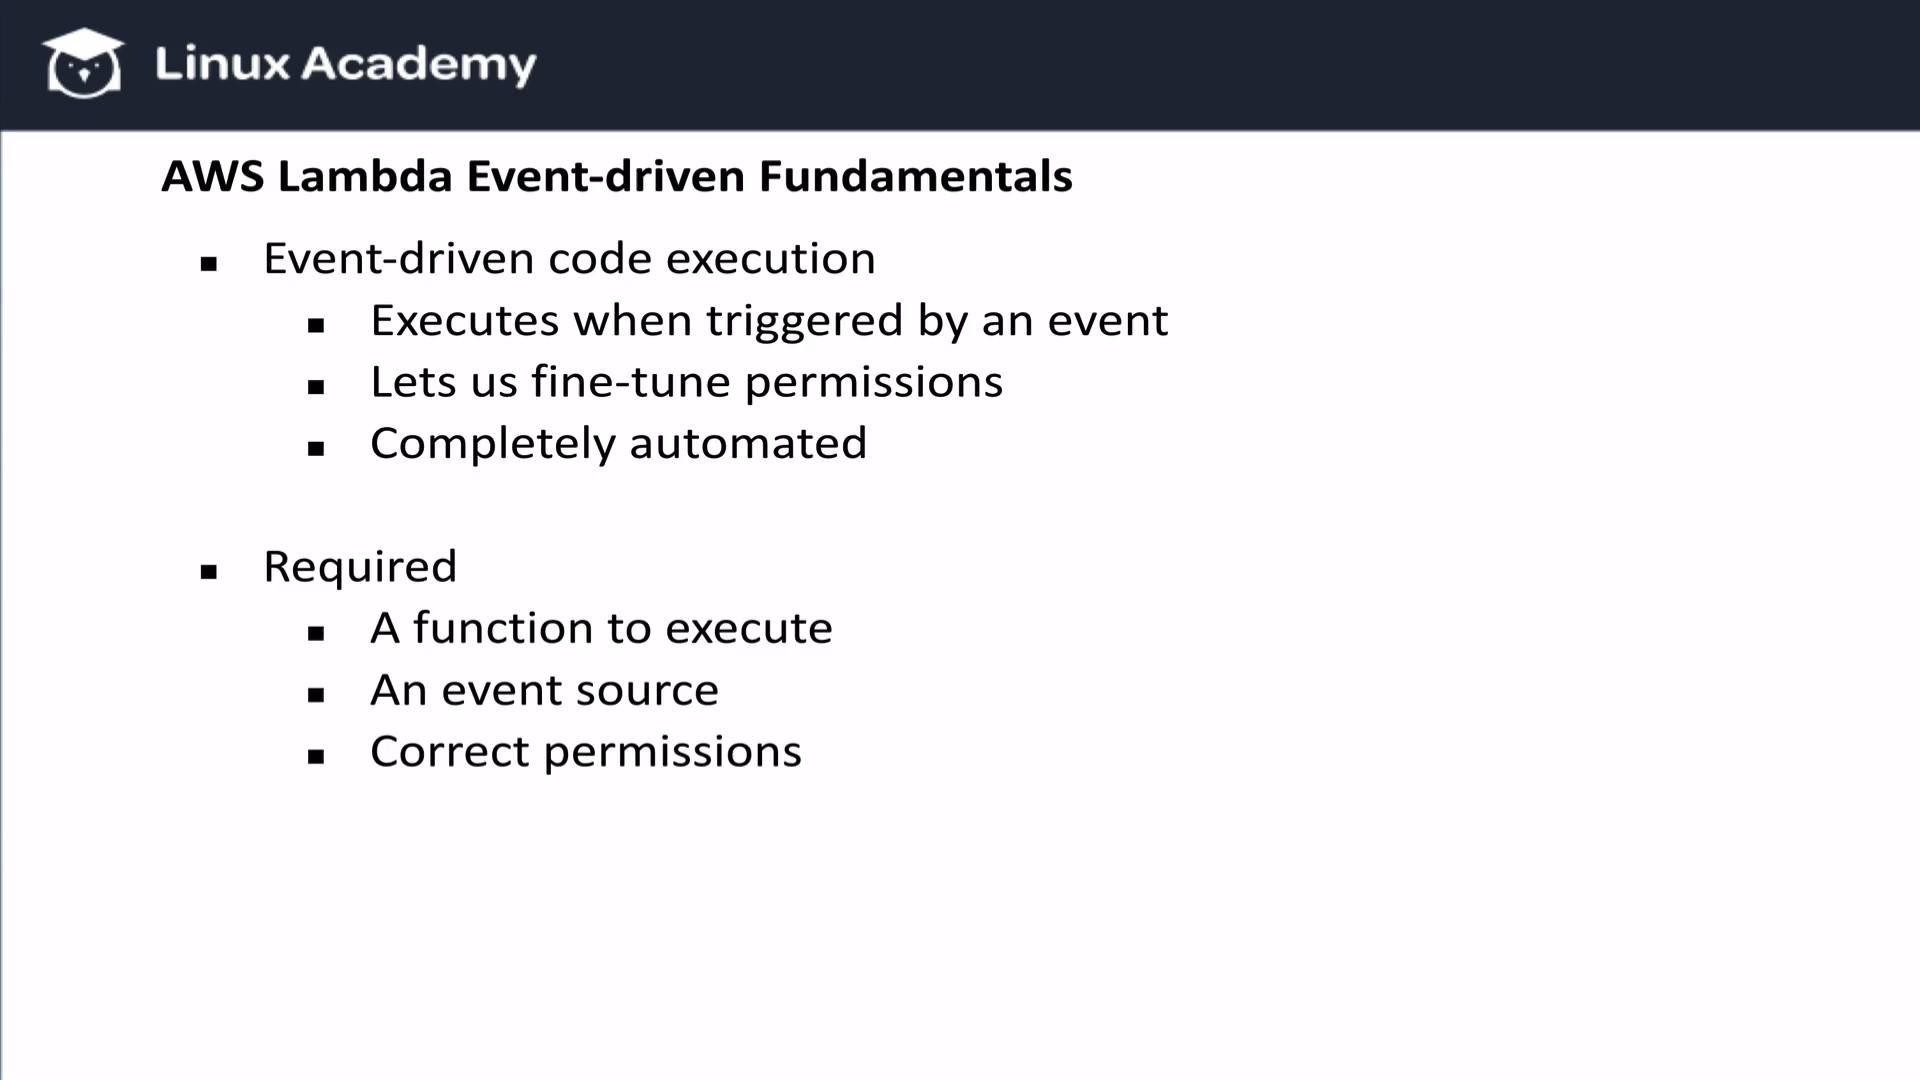 Linux Academy
AWS Lambda Event-driven Fundamentals
Event-driven code execution
Executes when triggered by an event
Lets us fine-tune permissions
Completely automated
Required
A function to execute
An event source
Correct permissions